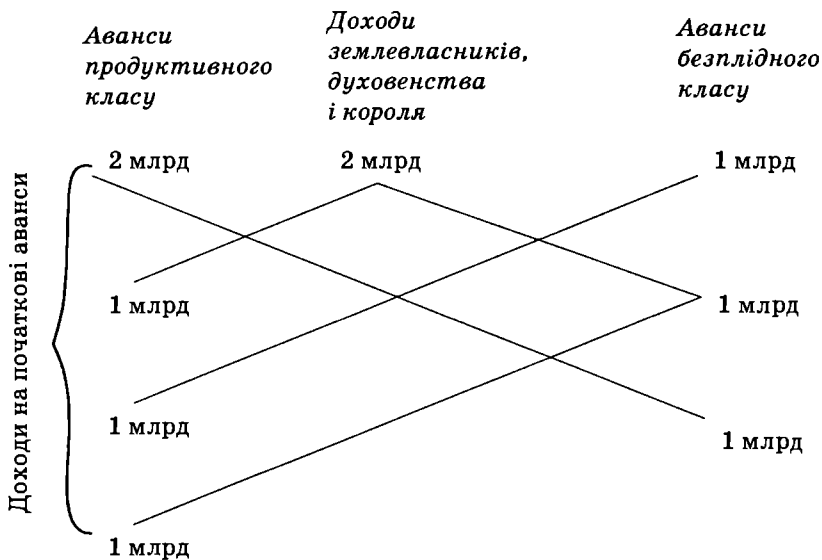 Аванси
продуктивного
класу
Доходи
землевласників,
духовенства
і короля
Аванси
безплідного
класу
Доходи на початкові аванси
2 млрд
2 млрд
1 млрд
1 млрд
1 млрд
1 млрд
1 млрд
1 млрд